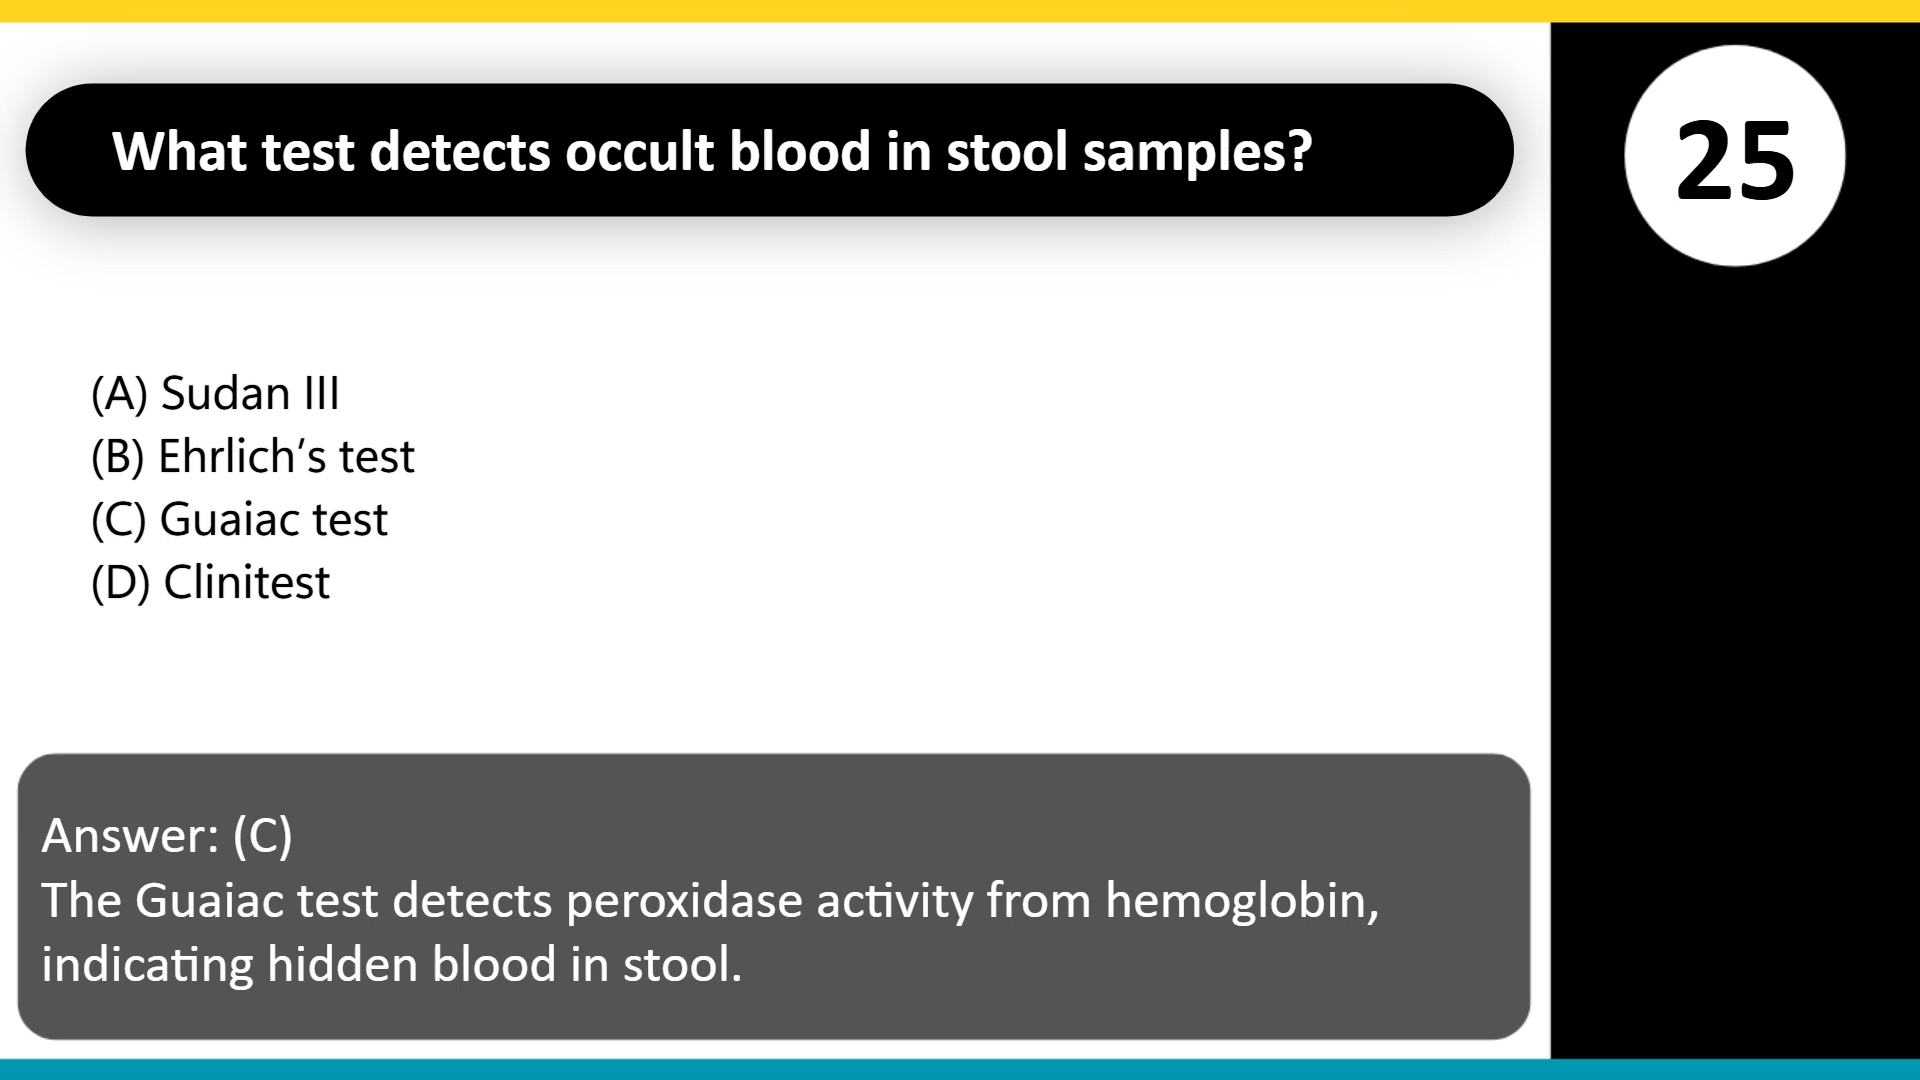 What test detects occult blood in stool samples?
25
(A) Sudan III
(B) Ehrlich’s test
(C) Guaiac test
(D) Clinitest
Answer: (C)
The Guaiac test detects peroxidase activity from hemoglobin,
indicating hidden blood in stool.